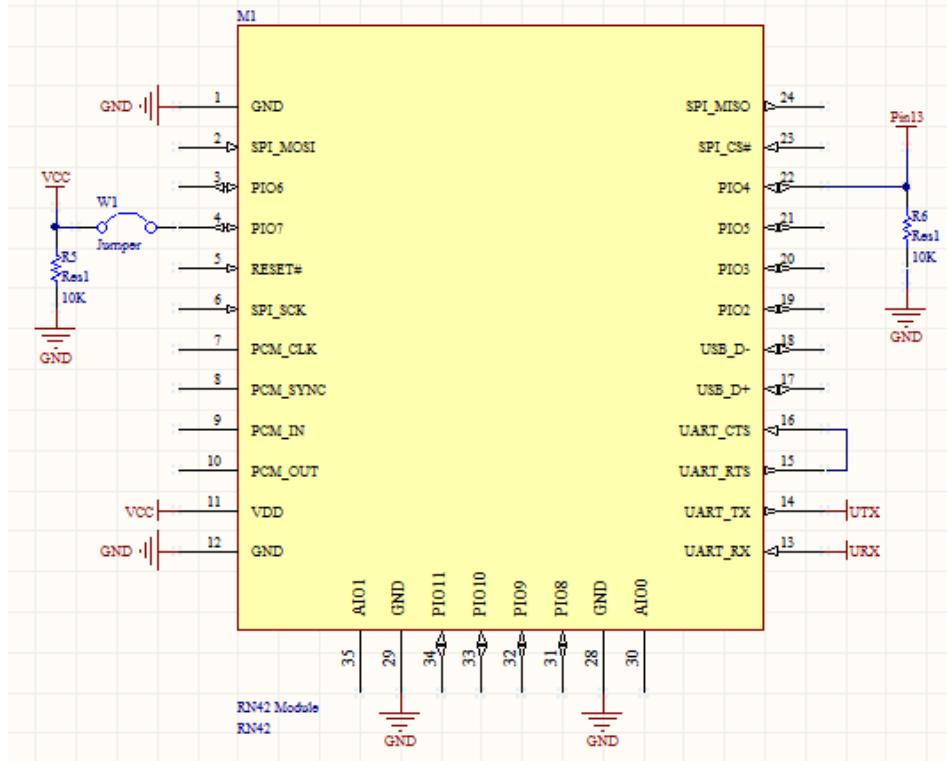 M1
GND 1 GND
2 SPI_MOSI
3 PIO6
4 PIO7
5 RESET#
6 SPI_SCK
7 PCM_CLK
8 PCM_SYNC
9 PCM_IN
10 PCM_OUT
VCC 11 VDD
GND 12 GND
VCC
W1
Jumper
R5
Res1
10K
GND
SPI_MISO 24
SPI_CS# 23
PIO4 22
PIO5 21
PIO3 20
PIO2 19
USB_D- 18
USB_D+ 17
UART_CTS 16
UART_RTS 15
UART_TX 14 UTX
UART_RX 13 URX
Pin13
R6
Res1
10K
GND
AIO1 GND PIO11 PIO10 PIO9 PIO8 GND AIO0
35 29 34 33 32 31 28 30
GND GND
RN42 Module
RN42